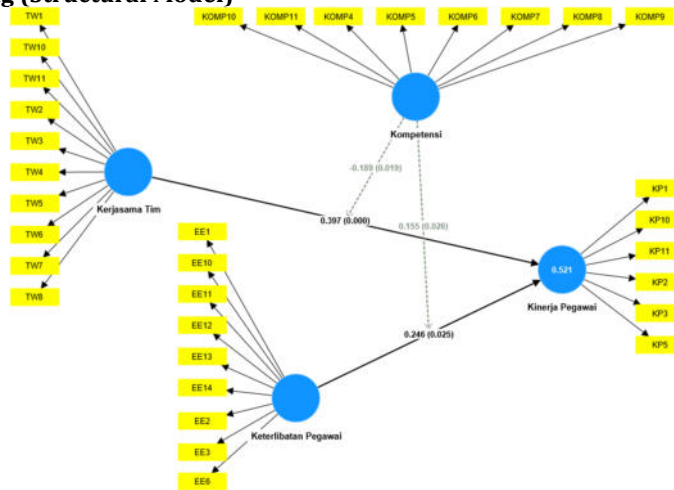 g (Structural Model)
TW1
TW10
TW11
TW2
TW3
TW4
TW5
TW6
TW7
TW8
Kerjasama Tim
KOMP10
KOMP11
KOMP4
KOMP5
KOMP6
KOMP7
KOMP8
KOMP9
Kompetensi
-0.189 (0.019)
0.397 (0.000)
0.155 (0.026)
0.246 (0.025)
EE1
EE10
EE11
EE12
EE13
EE14
EE2
EE3
EE6
Keterlibatan Pegawai
0.521
Kinerja Pegawai
KP1
KP10
KP11
KP2
KP3
KP5